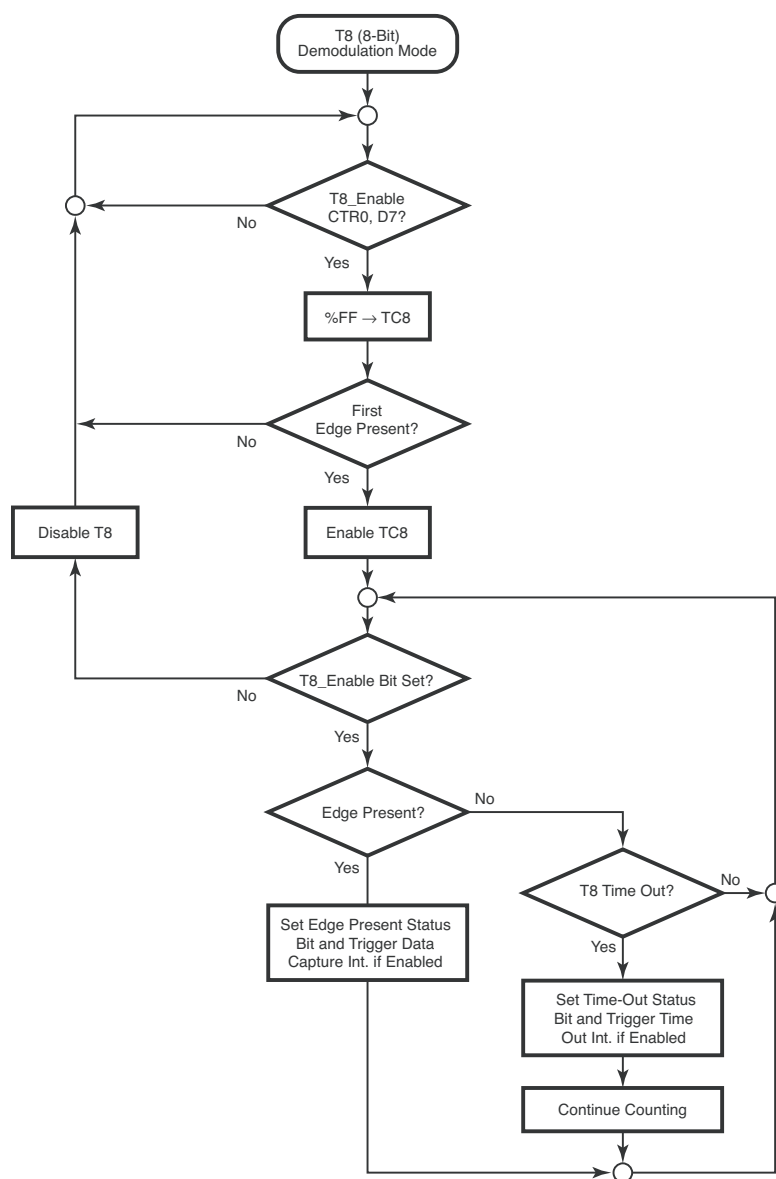 T8 (8-Bit)
Demodulation Mode
T8_Enable
CTR0, D7?
No
Yes
%FF → TC8
First
Edge Present?
No
Yes
Disable T8
Enable TC8
T8_Enable Bit Set?
No
Yes
Edge Present?
No
Yes
T8 Time Out?
No
Yes
Set Edge Present Status
Bit and Trigger Data
Capture Int. if Enabled
Set Time-Out Status
Bit and Trigger Time
Out Int. if Enabled
Continue Counting